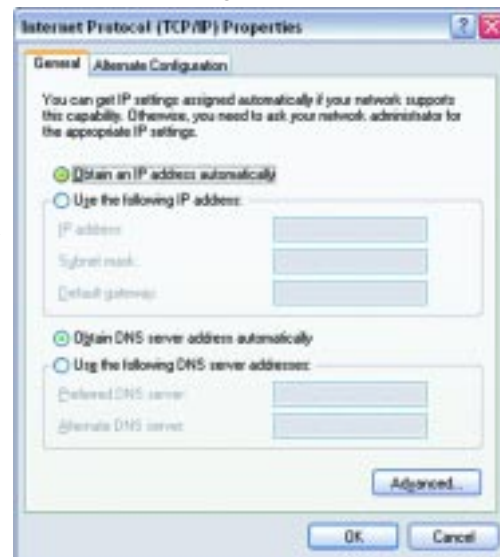 Internet Protocol (TCP/IP) Properties
General
Alternate Configuration
You can get IP settings assigned automatically if your network supports
this capability. Otherwise, you need to ask your network administrator for
the appropriate IP settings.
Obtain an IP address automatically
Use the following IP address:
IP address:
Subnet mask:
Default gateway:
Obtain DNS server address automatically
Use the following DNS server addresses:
Preferred DNS server:
Alternate DNS server:
Advanced...
OK
Cancel